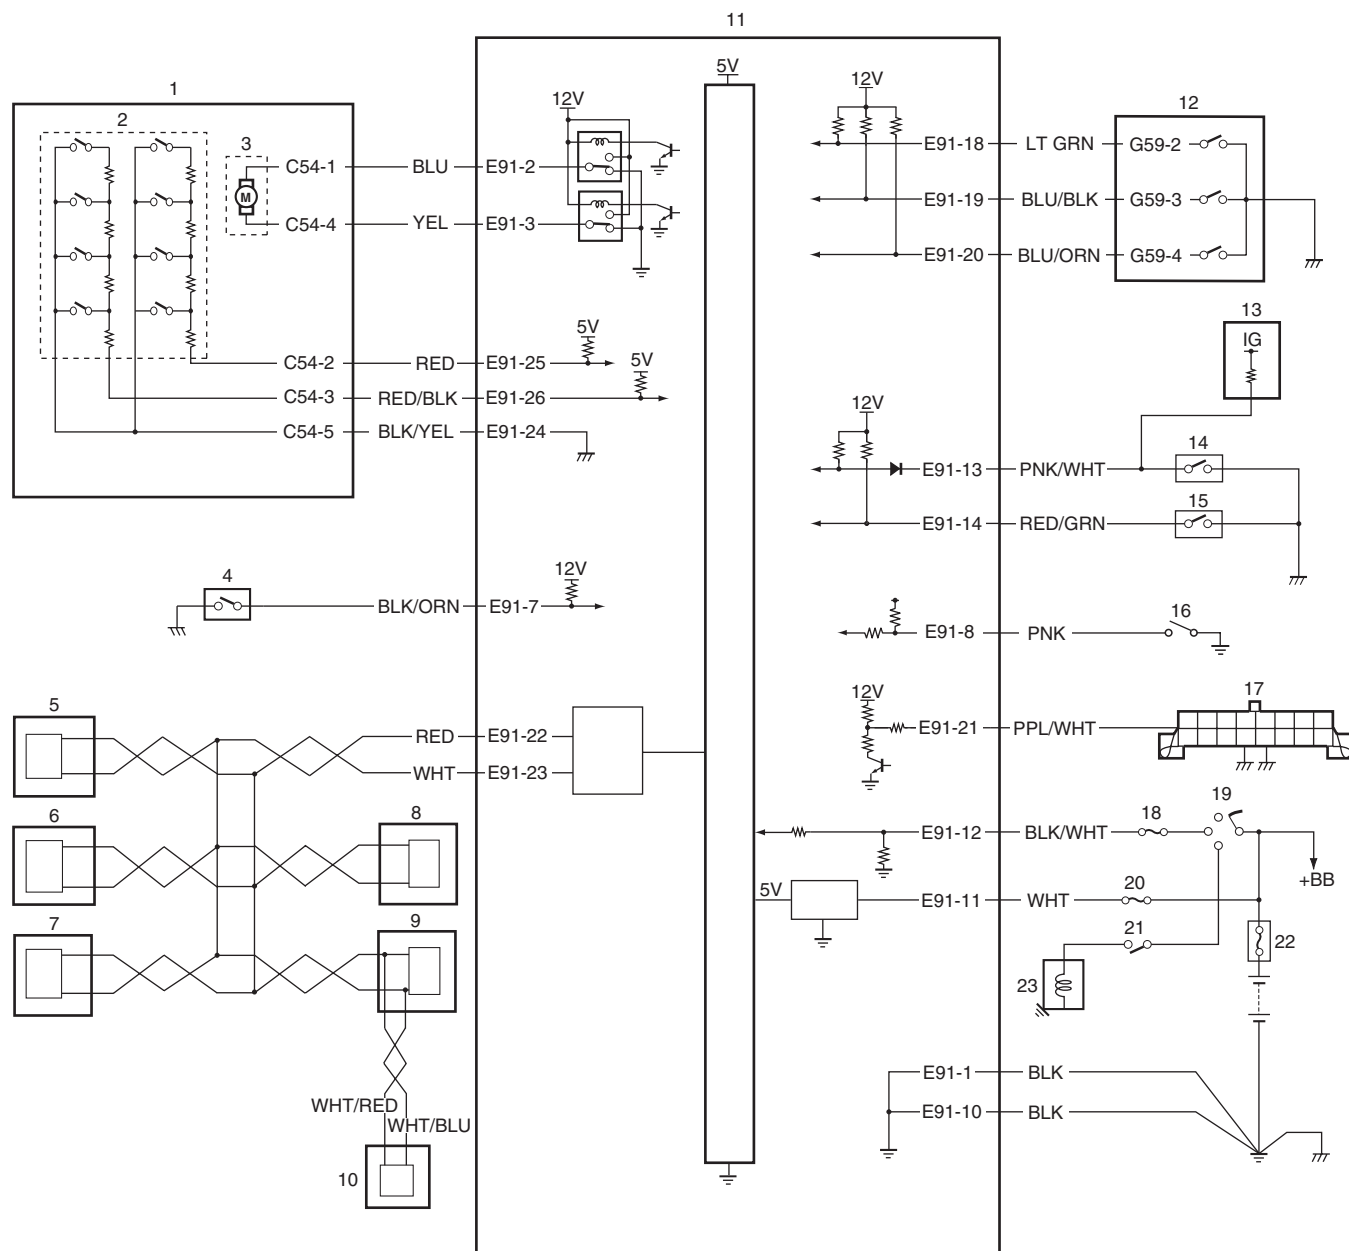 11
5V
12V
1
12
2
12V
3
C54-1 BLU E91-2
E91-18 LT GRN G59-2
M
C54-4 YEL E91-3
E91-19 BLU/BLK G59-3
E91-20 BLU/ORN G59-4
13
IG
5V
5V
C54-2 RED E91-25
C54-3 RED/BLK E91-26
12V
C54-5 BLK/YEL E91-24
14
E91-13 PNK/WHT
15
E91-14 RED/GRN
4
12V
BLK/ORN E91-7
16
E91-8 PNK
5
17
12V
RED E91-22
E91-21 PPL/WHT
WHT E91-23
6
8
18
19
E91-12 BLK/WHT
+BB
5V
20
E91-11 WHT
7
9
21
22
23
E91-1 BLK
WHT/RED
E91-10 BLK
WHT/BLU
10